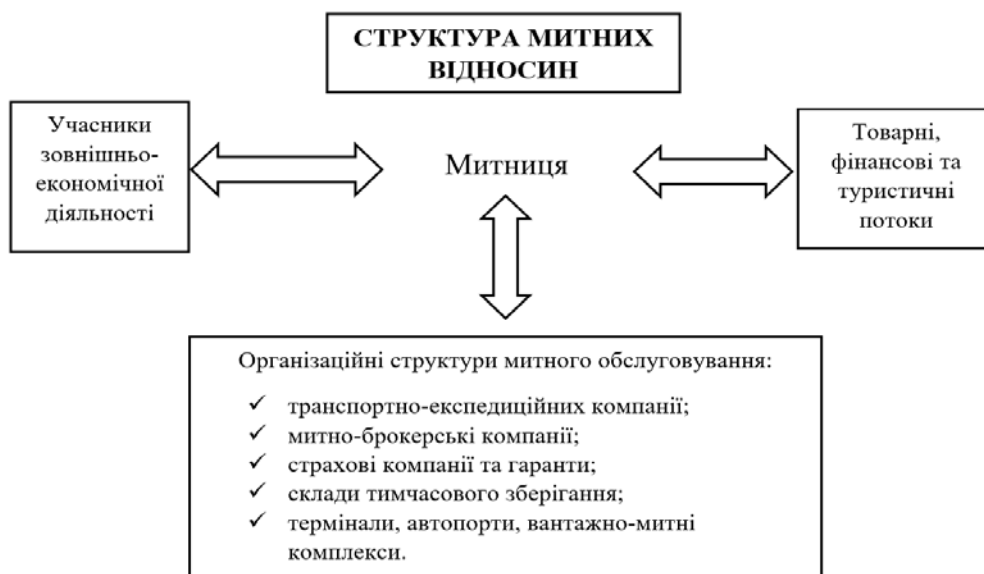 СТРУКТУРА МИТНИХ
ВІДНОСИН
Учасники
зовнішньо-
економічної
діяльності
Митниця
Товарні,
фінансові та
туристичні
потоки
Організаційні структури митного обслуговування:
✓ транспортно-експедиційних компанії;
✓ митно-брокерські компанії;
✓ страхові компанії та гаранти;
✓ склади тимчасового зберігання;
✓ термінали, автопорти, вантажно-митні
комплекси.